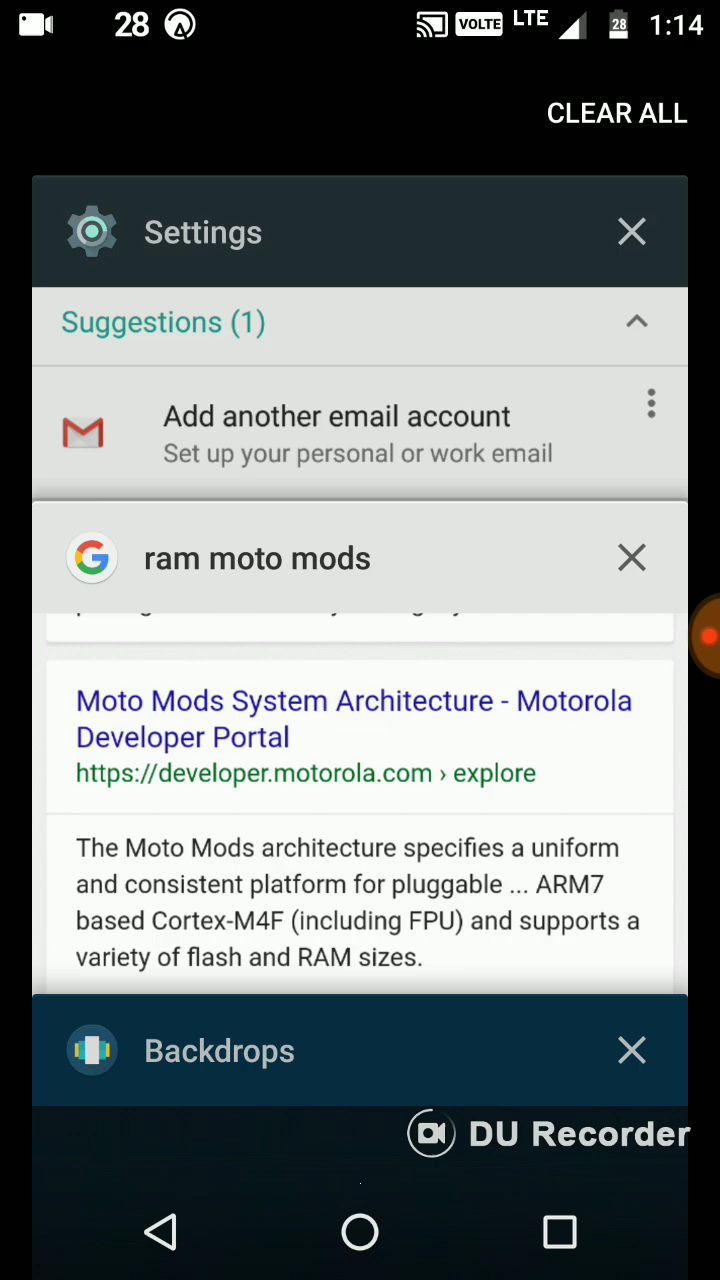 28 VOLTE LTE 28 1:14
CLEAR ALL
Settings
Suggestions (1)
Add another email account
Set up your personal or work email
ram moto mods
Moto Mods System Architecture - Motorola
Developer Portal
https://developer.motorola.com › explore
The Moto Mods architecture specifies a uniform
and consistent platform for pluggable ... ARM7
based Cortex-M4F (including FPU) and supports a
variety of flash and RAM sizes.
Backdrops
DU Recorder